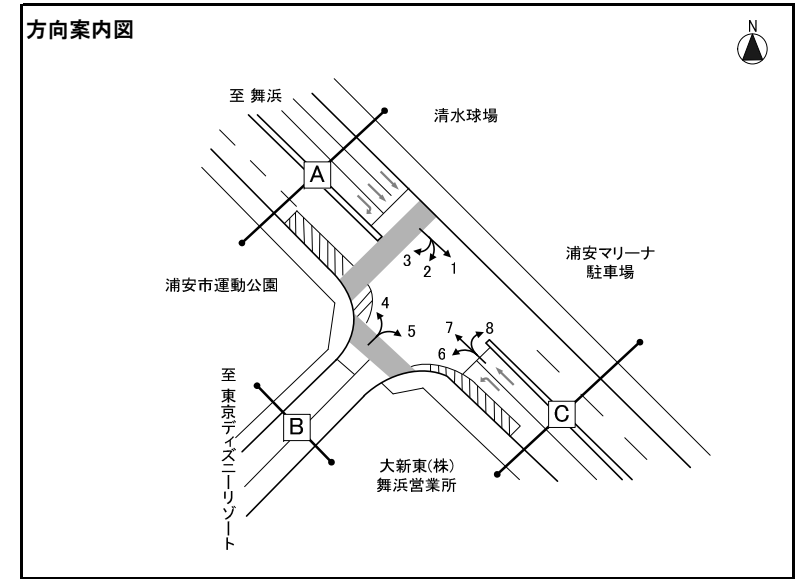 方向案内図
N
至 舞浜
清水球場
A
浦安マリーナ
駐車場
3
2
1
浦安市運動公園
4
5
7
8
6
至 東京ディズニーリゾート
B
C
大新東(株)
舞浜営業所